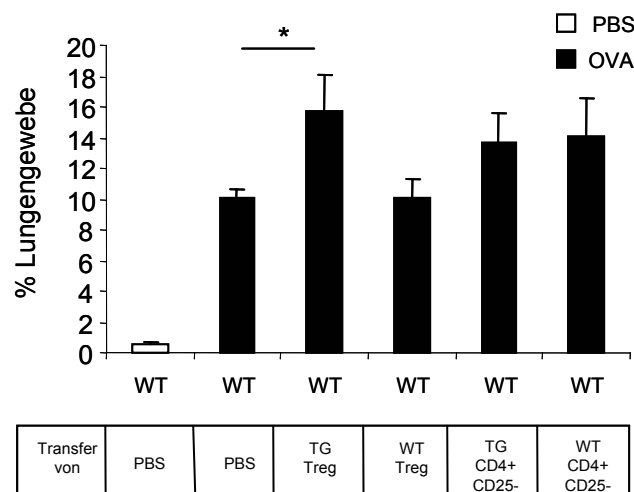 PBS
OVA
*
% Lungengewebe
20
18
16
14
12
10
8
6
4
2
0
WT WT WT WT WT WT
Transfer von PBS PBS TG Treg WT Treg TG CD4+ CD25- WT CD4+ CD25-